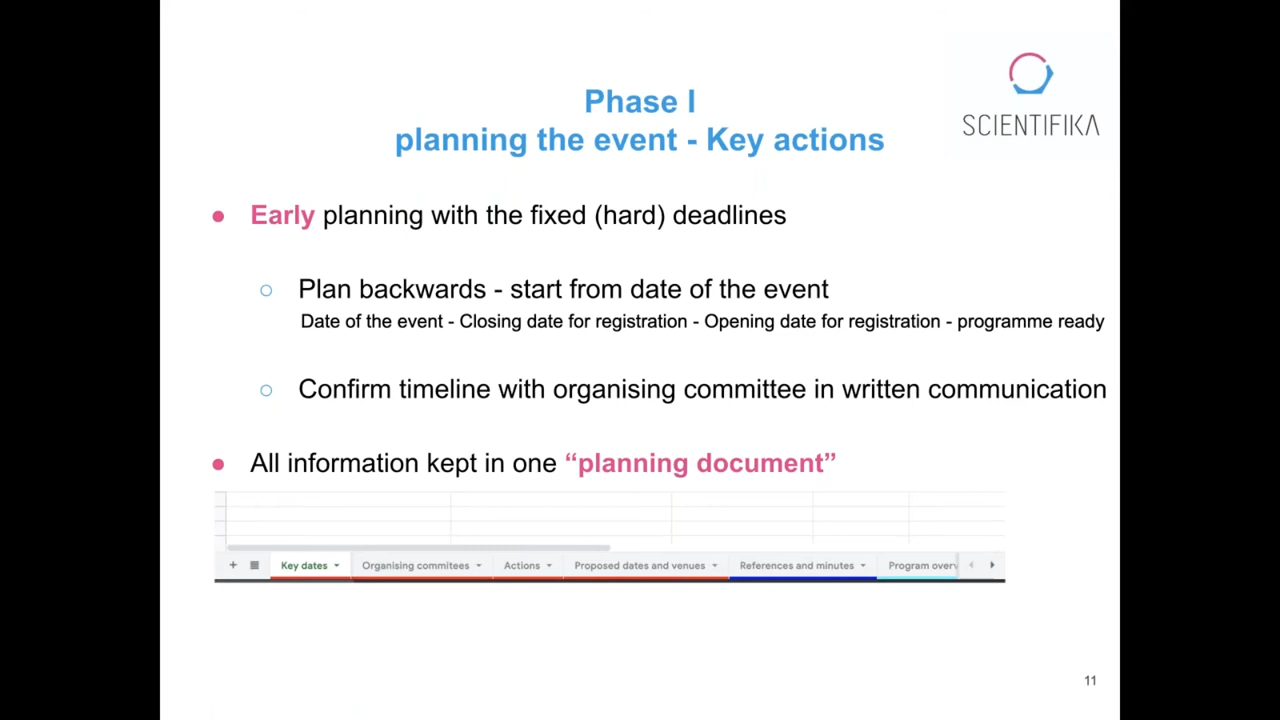 Phase I
planning the event - Key actions
SCIENTIFIKA
● Early planning with the fixed (hard) deadlines
○ Plan backwards - start from date of the event
Date of the event - Closing date for registration - Opening date for registration - programme ready
○ Confirm timeline with organising committee in written communication
● All information kept in one “planning document”
+ Key dates Organising commitees Actions Proposed dates and venues References and minutes Program over
11